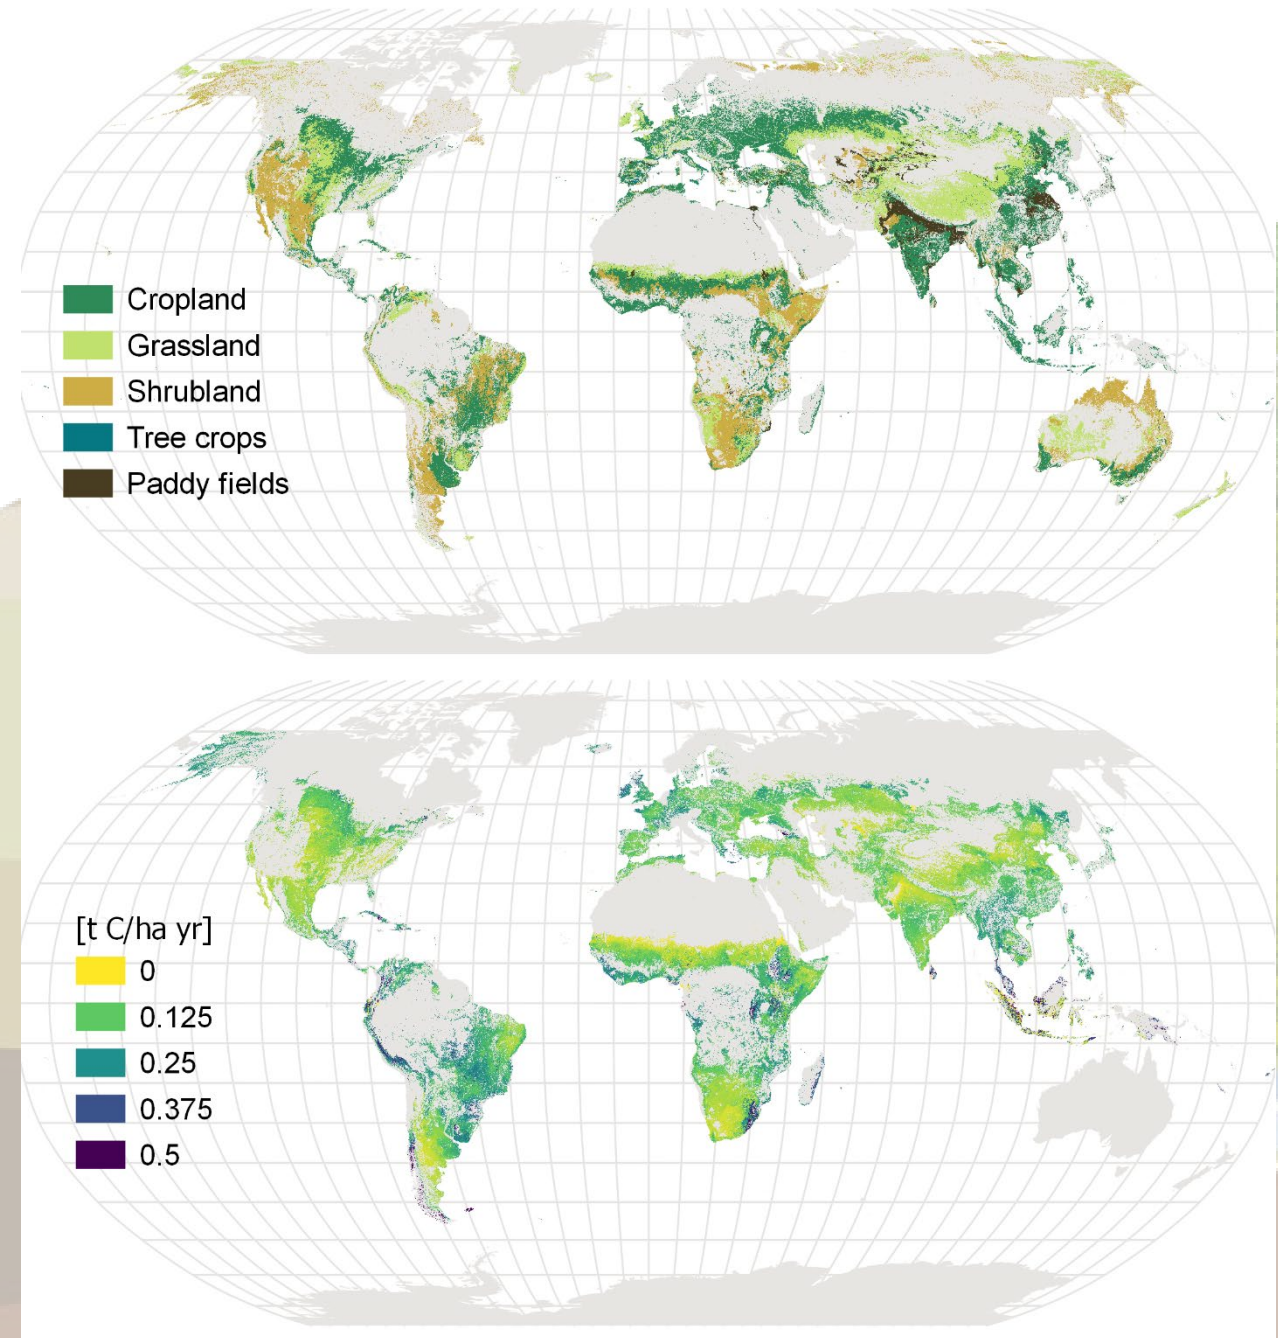 Cropland
Grassland
Shrubland
Tree crops
Paddy fields
[t C/ha yr]
0
0.125
0.25
0.375
0.5